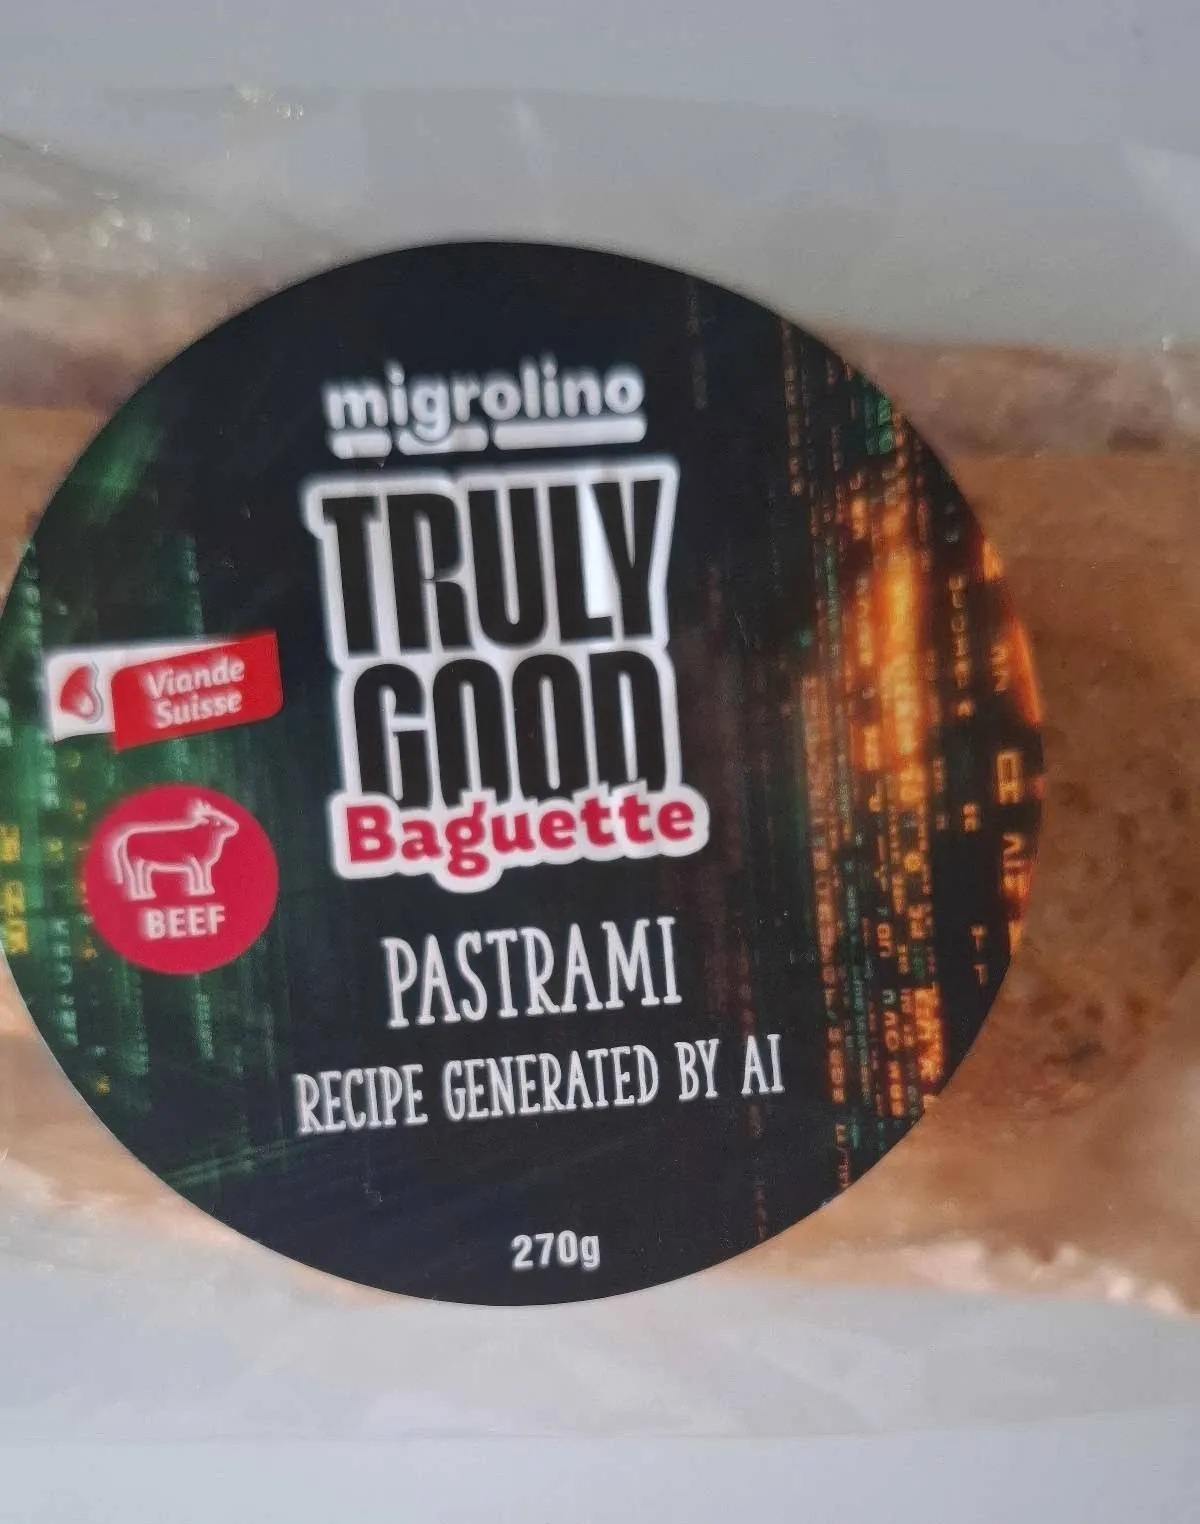 migrolino
TRULY
GOOD
Baguette
Viande
Suisse
BEEF
PASTRAMI
RECIPE GENERATED BY AI
270g